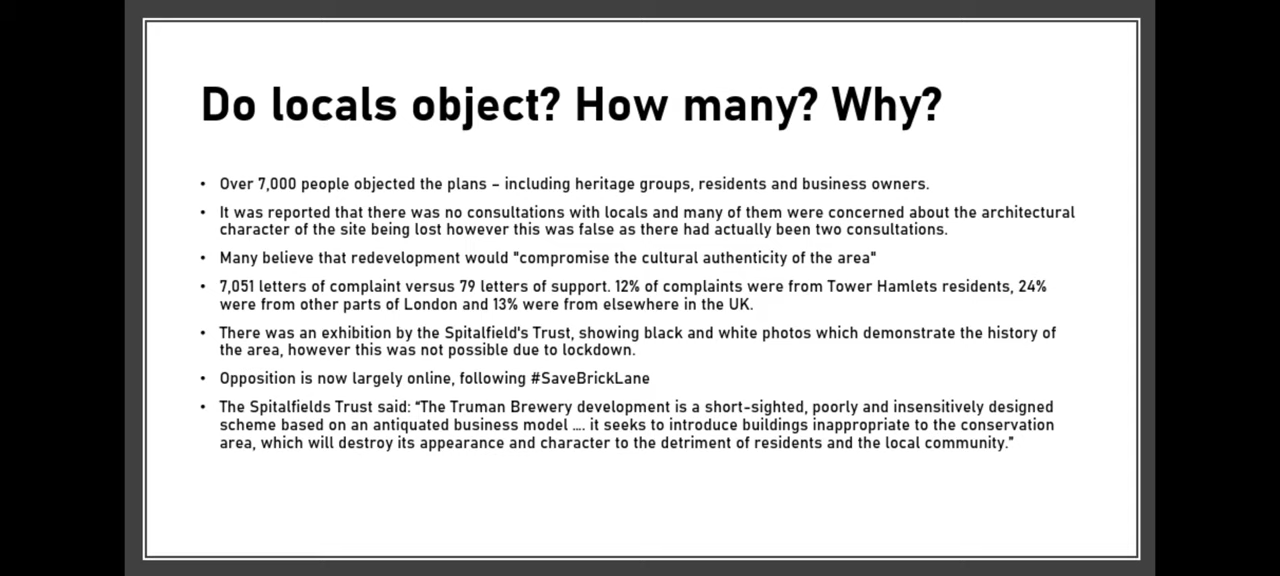 Do locals object? How many? Why?
• Over 7,000 people objected the plans – including heritage groups, residents and business owners.
• It was reported that there was no consultations with locals and many of them were concerned about the architectural
character of the site being lost however this was false as there had actually been two consultations.
• Many believe that redevelopment would "compromise the cultural authenticity of the area"
• 7,051 letters of complaint versus 79 letters of support. 12% of complaints were from Tower Hamlets residents, 24%
were from other parts of London and 13% were from elsewhere in the UK.
• There was an exhibition by the Spitalfield's Trust, showing black and white photos which demonstrate the history of
the area, however this was not possible due to lockdown.
• Opposition is now largely online, following #SaveBrickLane
• The Spitalfields Trust said: “The Truman Brewery development is a short-sighted, poorly and insensitively designed
scheme based on an antiquated business model .... it seeks to introduce buildings inappropriate to the conservation
area, which will destroy its appearance and character to the detriment of residents and the local community.”